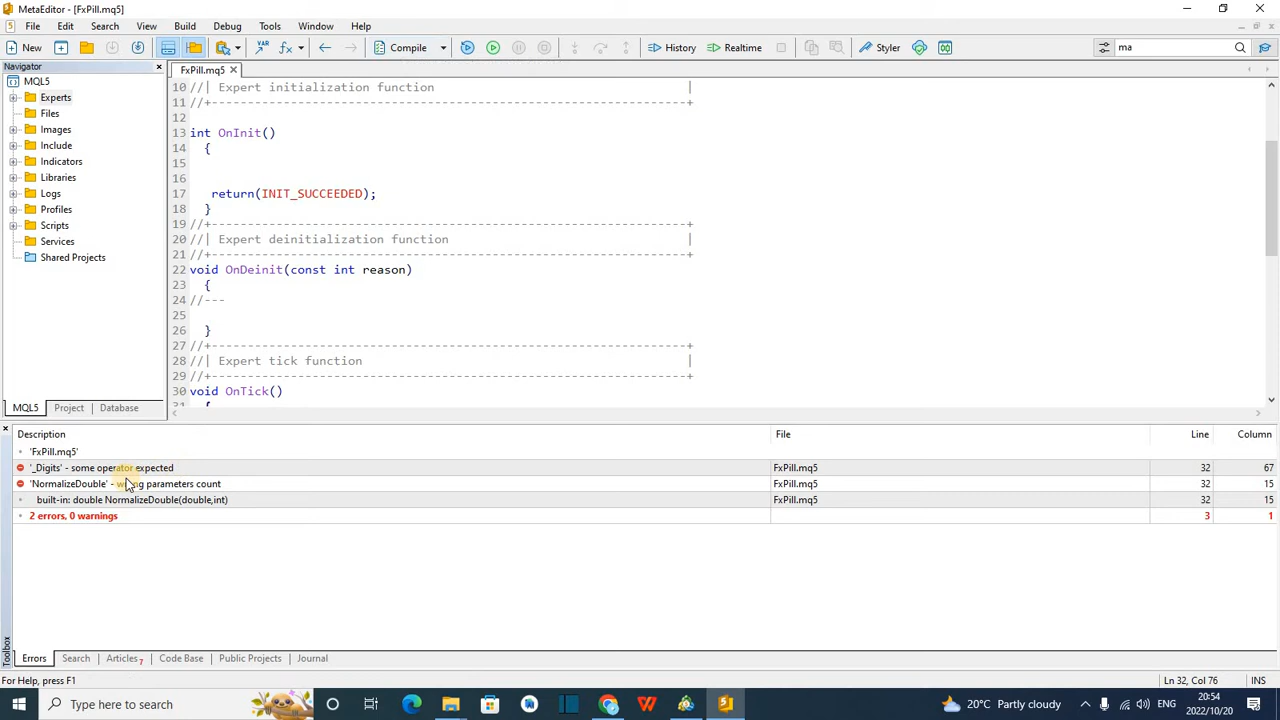 MetaEditor - [FxPill.mq5]
File Edit Search View Build Debug Tools Window Help
New Compile History Realtime Styler ma
Navigator
FxPill.mq5
MQL5
Experts
Files
Images
Include
Indicators
Libraries
Logs
Profiles
Scripts
Services
Shared Projects
MQL5 Project Database
10 //| Expert initialization function |
11 //+------------------------------------------------------------------+
12
13 int OnInit()
14 {
15
16
17 return(INIT_SUCCEEDED);
18 }
19 //+------------------------------------------------------------------+
20 //| Expert deinitialization function |
21 //+------------------------------------------------------------------+
22 void OnDeinit(const int reason)
23 {
24 //---
25
26 }
27 //+------------------------------------------------------------------+
28 //| Expert tick function |
29 //+------------------------------------------------------------------+
30 void OnTick()
31 {
Description File Line Column
'FxPill.mq5'
'_Digits' - some operator expected FxPill.mq5 32 67
'NormalizeDouble' - wrong parameters count FxPill.mq5 32 15
built-in: double NormalizeDouble(double,int) FxPill.mq5 32 15
2 errors, 0 warnings 3 1
Toolbox
Errors Search Articles 7 Code Base Public Projects Journal
For Help, press F1 Ln 32, Col 76 INS
Type here to search 20°C Partly cloudy ENG 20:54
2022/10/20